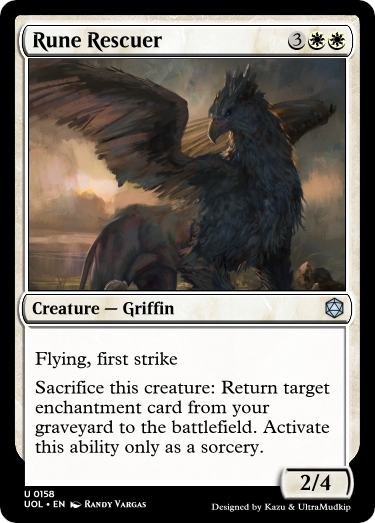 Rune Rescuer 3
Creature — Griffin
Flying, first strike
Sacrifice this creature: Return target
enchantment card from your
graveyard to the battlefield. Activate
this ability only as a sorcery.
2/4
U 0158
UOL • EN Randy Vargas
Designed by Kazu & UltraMudkip